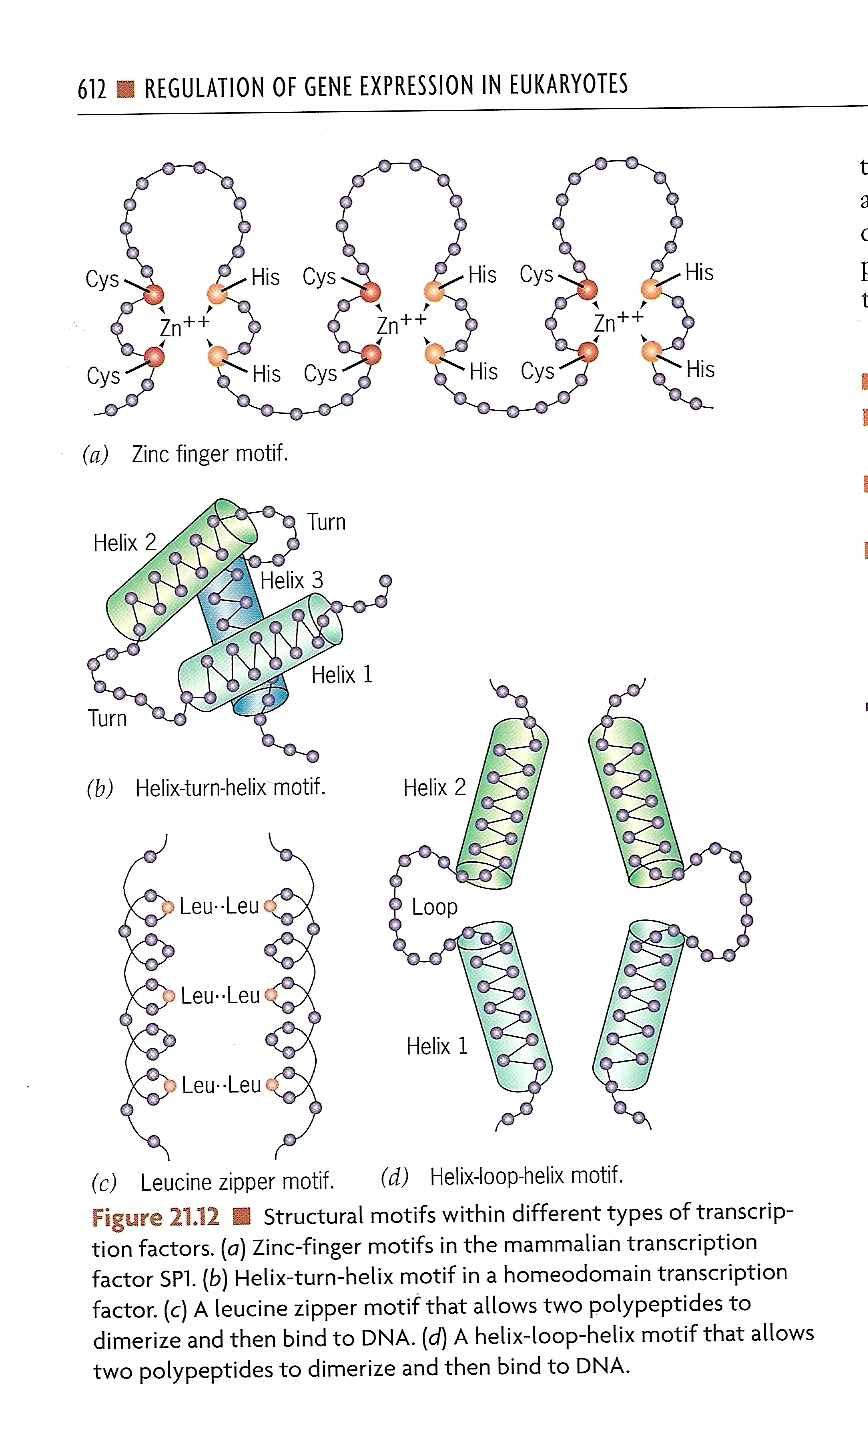 612 ■ REGULATION OF GENE EXPRESSION IN EUKARYOTES
Cys His Cys His Cys His
Zn++ Zn++ Zn++
Cys His Cys His Cys His
(a) Zinc finger motif.
Turn
Helix 2
Helix 3
Helix 1
Turn
(b) Helix-turn-helix motif.
Helix 2
Leu··Leu
Loop
Leu··Leu
Helix 1
Leu··Leu
(c) Leucine zipper motif.
(d) Helix-loop-helix motif.
Figure 21.12 ■ Structural motifs within different types of transcrip-
tion factors. (a) Zinc-finger motifs in the mammalian transcription
factor SP1. (b) Helix-turn-helix motif in a homeodomain transcription
factor. (c) A leucine zipper motif that allows two polypeptides to
dimerize and then bind to DNA. (d) A helix-loop-helix motif that allows
two polypeptides to dimerize and then bind to DNA.